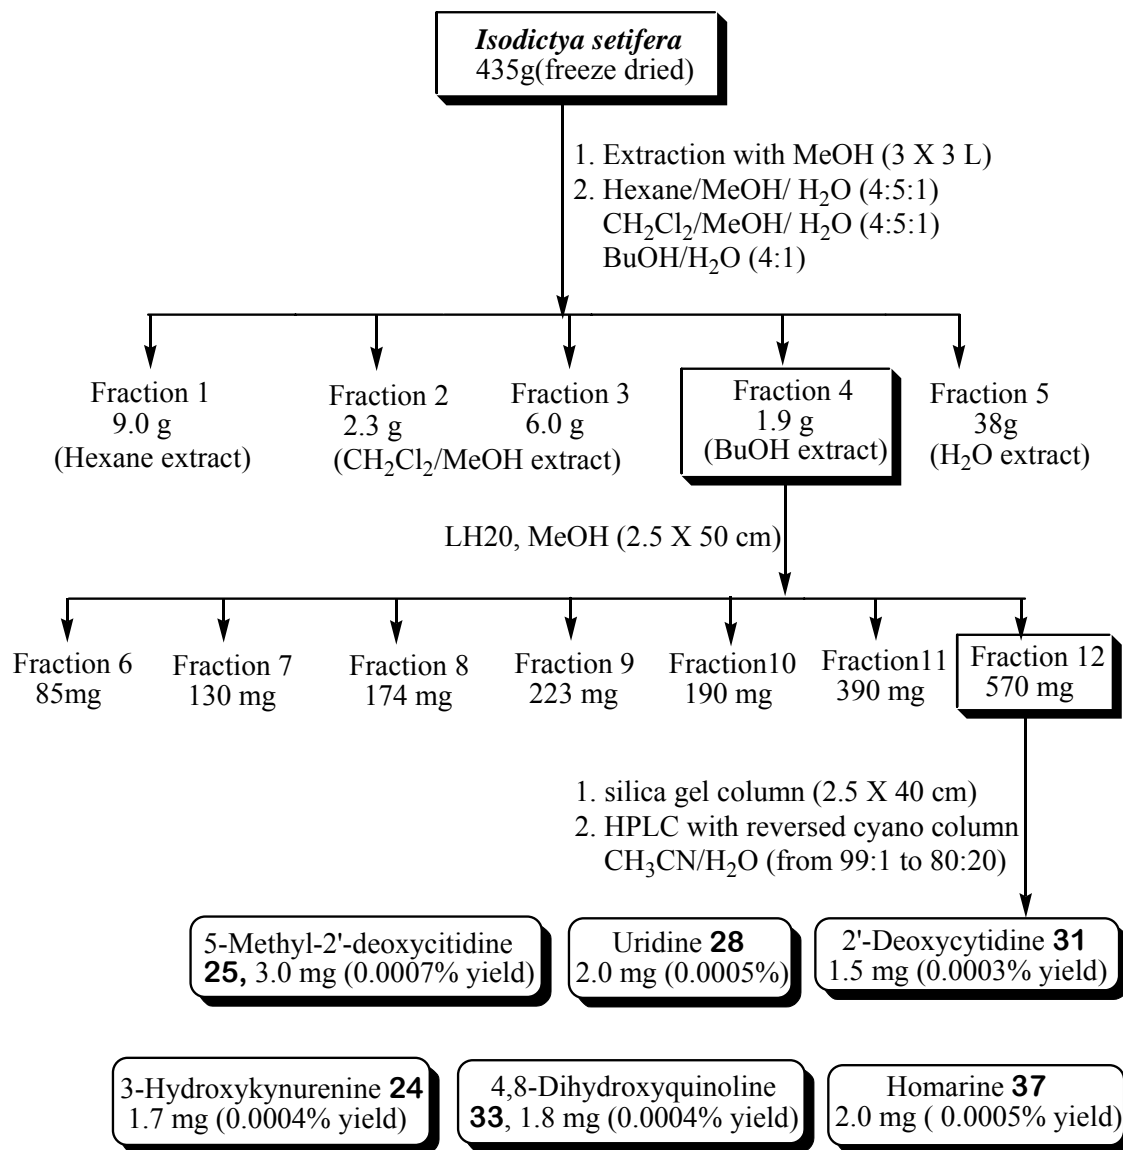 Isodictya setifera
435g(freeze dried)
1. Extraction with MeOH (3 X 3 L)
2. Hexane/MeOH/ H₂O (4:5:1)
CH₂Cl₂/MeOH/ H₂O (4:5:1)
BuOH/H₂O (4:1)
Fraction 1
9.0 g
(Hexane extract)
Fraction 2
2.3 g
Fraction 3
6.0 g
(CH₂Cl₂/MeOH extract)
Fraction 4
1.9 g
(BuOH extract)
Fraction 5
38g
(H₂O extract)
LH20, MeOH (2.5 X 50 cm)
Fraction 6
85mg
Fraction 7
130 mg
Fraction 8
174 mg
Fraction 9
223 mg
Fraction10
190 mg
Fraction11
390 mg
Fraction 12
570 mg
1. silica gel column (2.5 X 40 cm)
2. HPLC with reversed cyano column
CH₃CN/H₂O (from 99:1 to 80:20)
5-Methyl-2'-deoxycitidine
25, 3.0 mg (0.0007% yield)
Uridine 28
2.0 mg (0.0005%)
2'-Deoxycytidine 31
1.5 mg (0.0003% yield)
3-Hydroxykynurenine 24
1.7 mg (0.0004% yield)
4,8-Dihydroxyquinoline
33, 1.8 mg (0.0004% yield)
Homarine 37
2.0 mg ( 0.0005% yield)